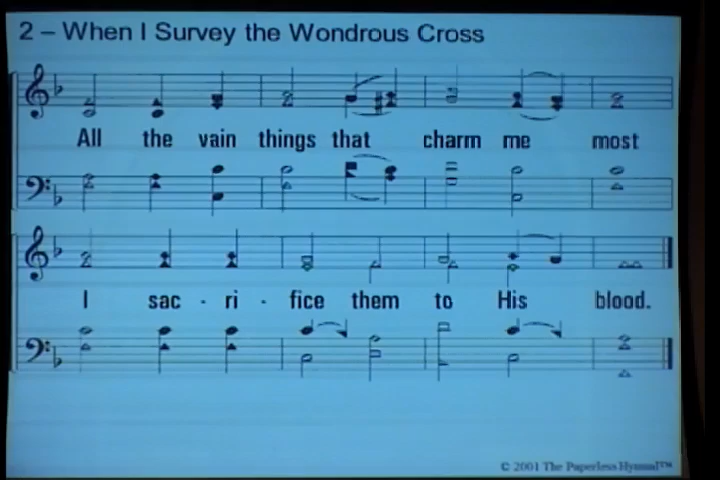 2 – When I Survey the Wondrous Cross
All the vain things that charm me most
I sac - ri - fice them to His blood.
© 2001 The Paperless Hymnal™